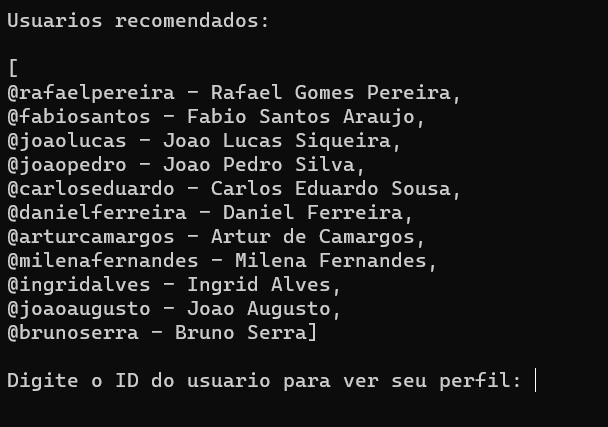 Usuarios recomendados:
[
@rafaelpereira - Rafael Gomes Pereira,
@fabiosantos - Fabio Santos Araujo,
@joaolucas - Joao Lucas Siqueira,
@joaopedro - Joao Pedro Silva,
@carloseduardo - Carlos Eduardo Sousa,
@danielferreira - Daniel Ferreira,
@arturcamargos - Artur de Camargos,
@milenafernandes - Milena Fernandes,
@ingridalves - Ingrid Alves,
@joaoaugusto - Joao Augusto,
@brunoserra - Bruno Serra]
Digite o ID do usuario para ver seu perfil: